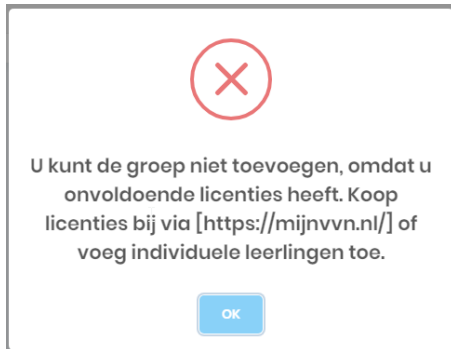 U kunt de groep niet toevoegen, omdat u
onvoldoende licenties heeft. Koop
licenties bij via [https://mijnvvn.nl/] of
voeg individuele leerlingen toe.
OK